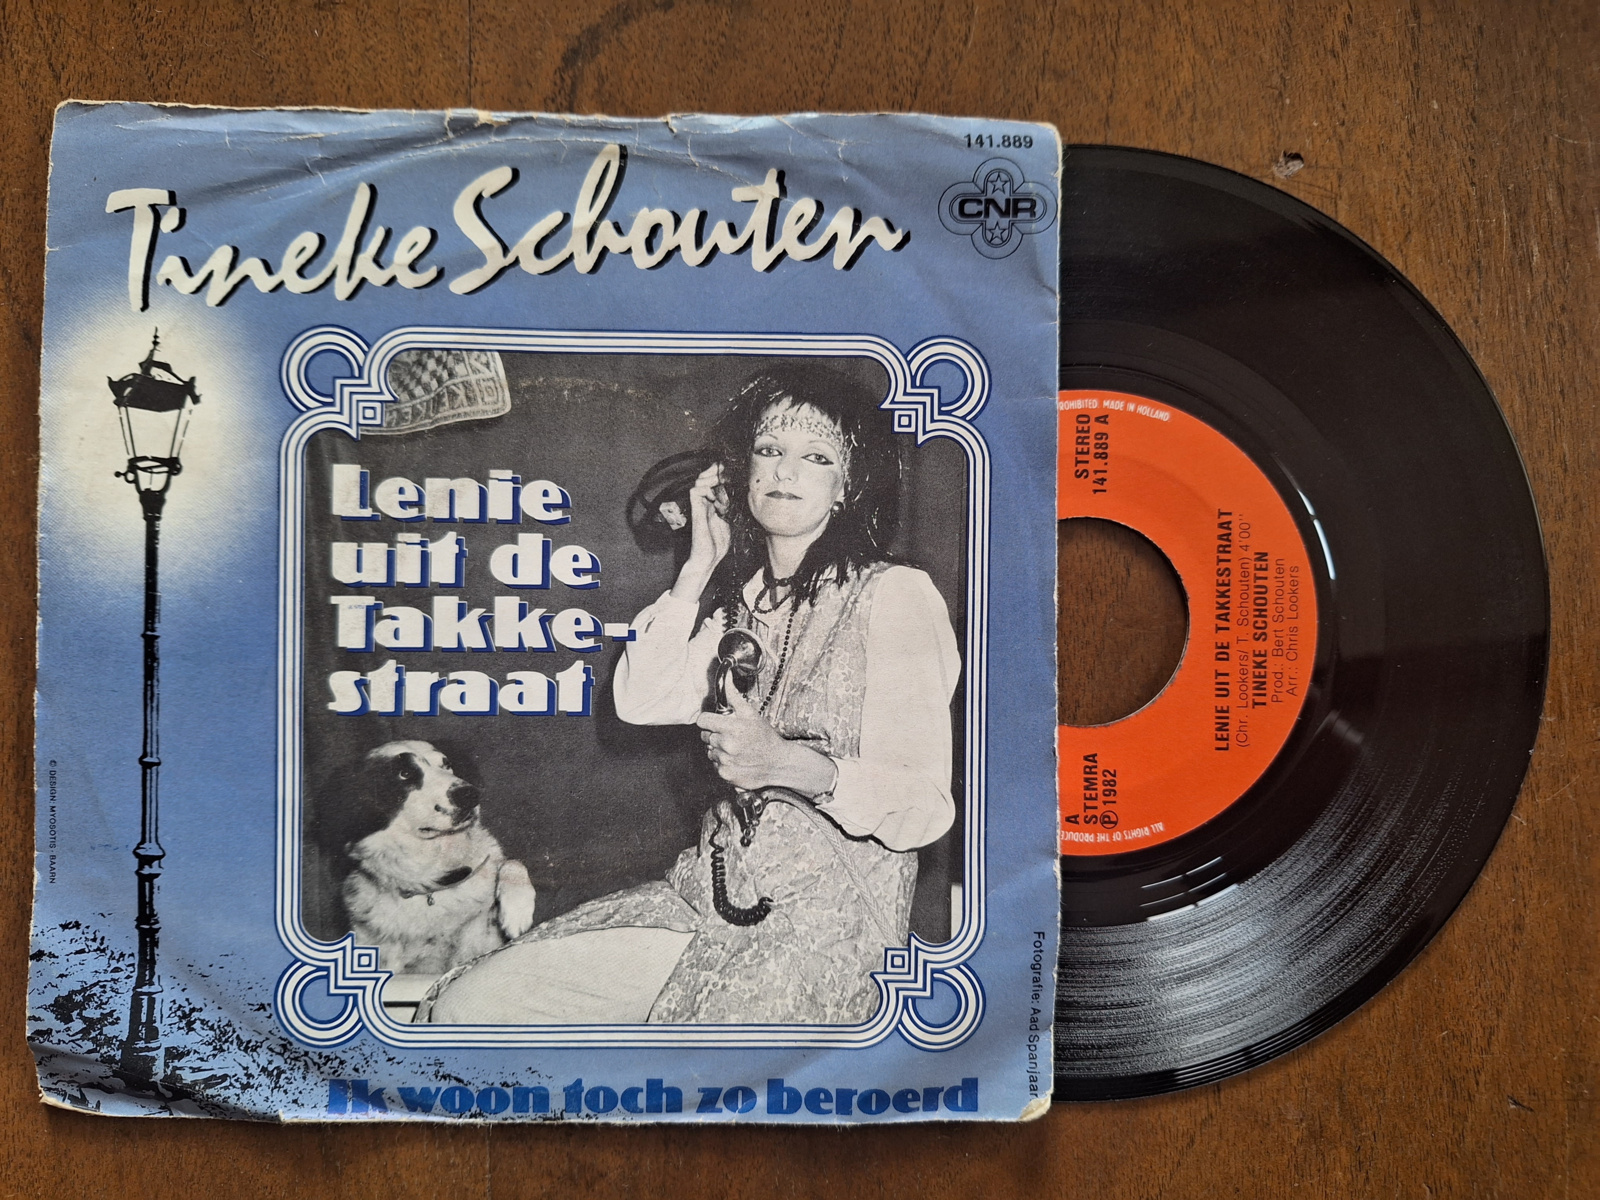 141.889
Tineke Schouten
CNR
Lenie
uit de
Takke-
straat
Ik woon toch zo beroerd
© DESIGN: MYOSOTIS - BAARN
Fotografie: Aad Spanjaar
PROHIBITED. MADE IN HOLLAND
STEREO
141.889 A
LENIE UIT DE TAKKESTRAAT
(Chr. Lookers/ T. Schouten) 4'00''
TINEKE SCHOUTEN
Prod.: Bert Schouten
Arr.: Chris Lookers
A
STEMRA
Ⓟ 1982
ALL RIGHTS OF THE PRODUCE